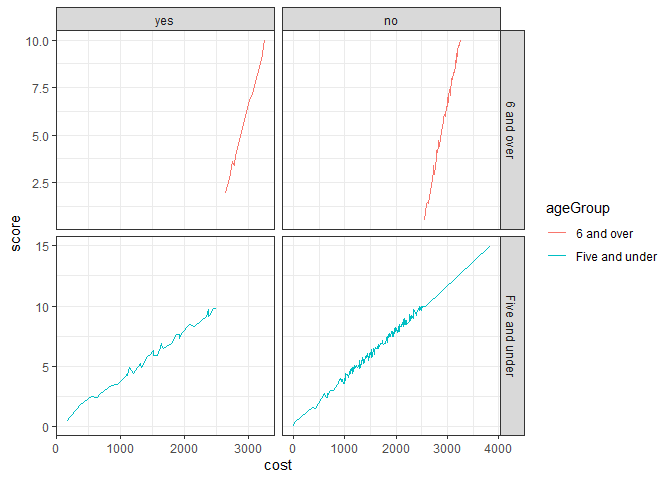 yes
no
10.0
7.5
5.0
2.5
6 and over
score
15
10
5
0
Five and under
0
1000
2000
3000
0
1000
2000
3000
4000
cost
ageGroup
6 and over
Five and under